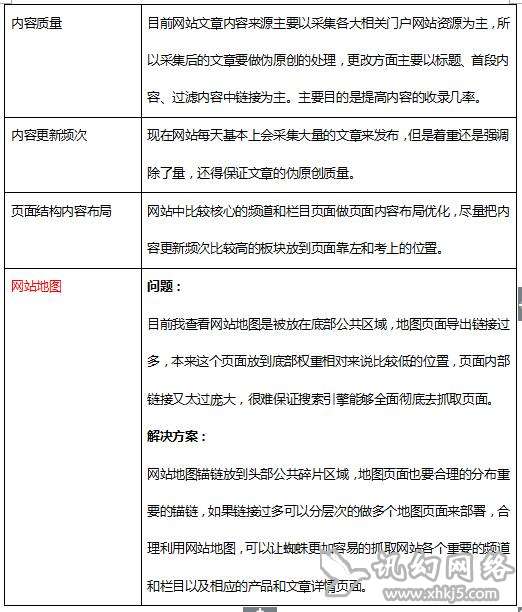 内容质量
目前网站文章内容来源主要以采集各大相关门户网站资源为主，所
以采集后的文章要做伪原创的处理，更改方面主要以标题、首段内
容、过滤内容中链接为主。主要目的是提高内容的收录几率。
内容更新频次
现在网站每天基本上会采集大量的文章来发布，但是着重还是强调
除了量，还得保证文章的伪原创质量。
页面结构内容布局
网站中比较核心的频道和栏目页面做页面内容布局优化，尽量把内
容更新频次比较高的板块放到页面靠左和考上的位置。
网站地图
问题：
目前我查看网站地图是被放在底部公共区域，地图页面导出链接过
多，本来这个页面放到底部权重相对来说比较低的位置，页面内部
链接又太过庞大，很难保证搜索引擎能够全面彻底去抓取页面。
解决方案：
网站地图锚链放到头部公共碎片区域，地图页面也要合理的分布重
要的锚链，如果链接过多可以分层次的做多个地图页面来部署，合
理利用网站地图，可以让蜘蛛更加容易的抓取网站各个重要的频道
和栏目以及相应的产品和文章详情页面。
讯幻网络
www.xhkj5.com